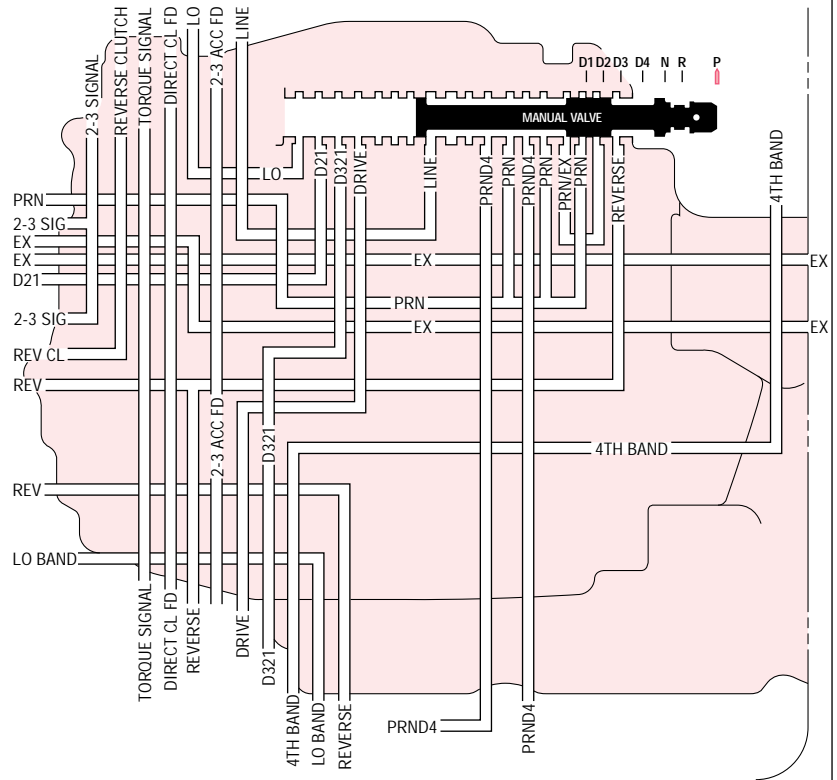 2-3 SIGNAL
REVERSE CLUTCH
TORQUE SIGNAL
DIRECT CL FD
LO
2-3 ACC FD
LINE
D1 D2 D3 D4 N R P
MANUAL VALVE
LO
D21
D321
DRIVE
LINE
PRND4
PRN
PRND4
PRN
PRN/EX
PRN
REVERSE
4TH BAND
PRN
2-3 SIG
EX
EX
EX
EX
D21
PRN
2-3 SIG
EX
EX
REV CL
REV
2-3 ACC FD
D321
4TH BAND
REV
LO BAND
TORQUE SIGNAL
DIRECT CL FD
REVERSE
DRIVE
D321
4TH BAND
LO BAND
REVERSE
PRND4
PRND4